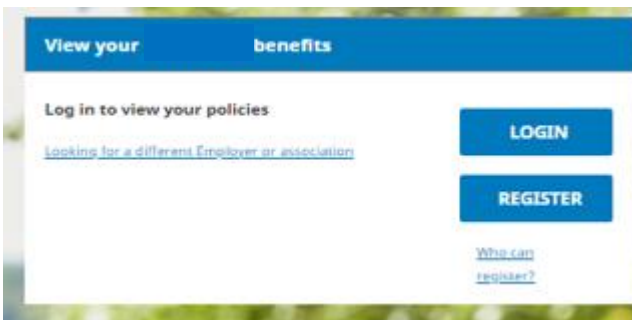 View your benefits
Log in to view your policies
Looking for a different Employer or association
LOGIN
REGISTER
Who can
register?